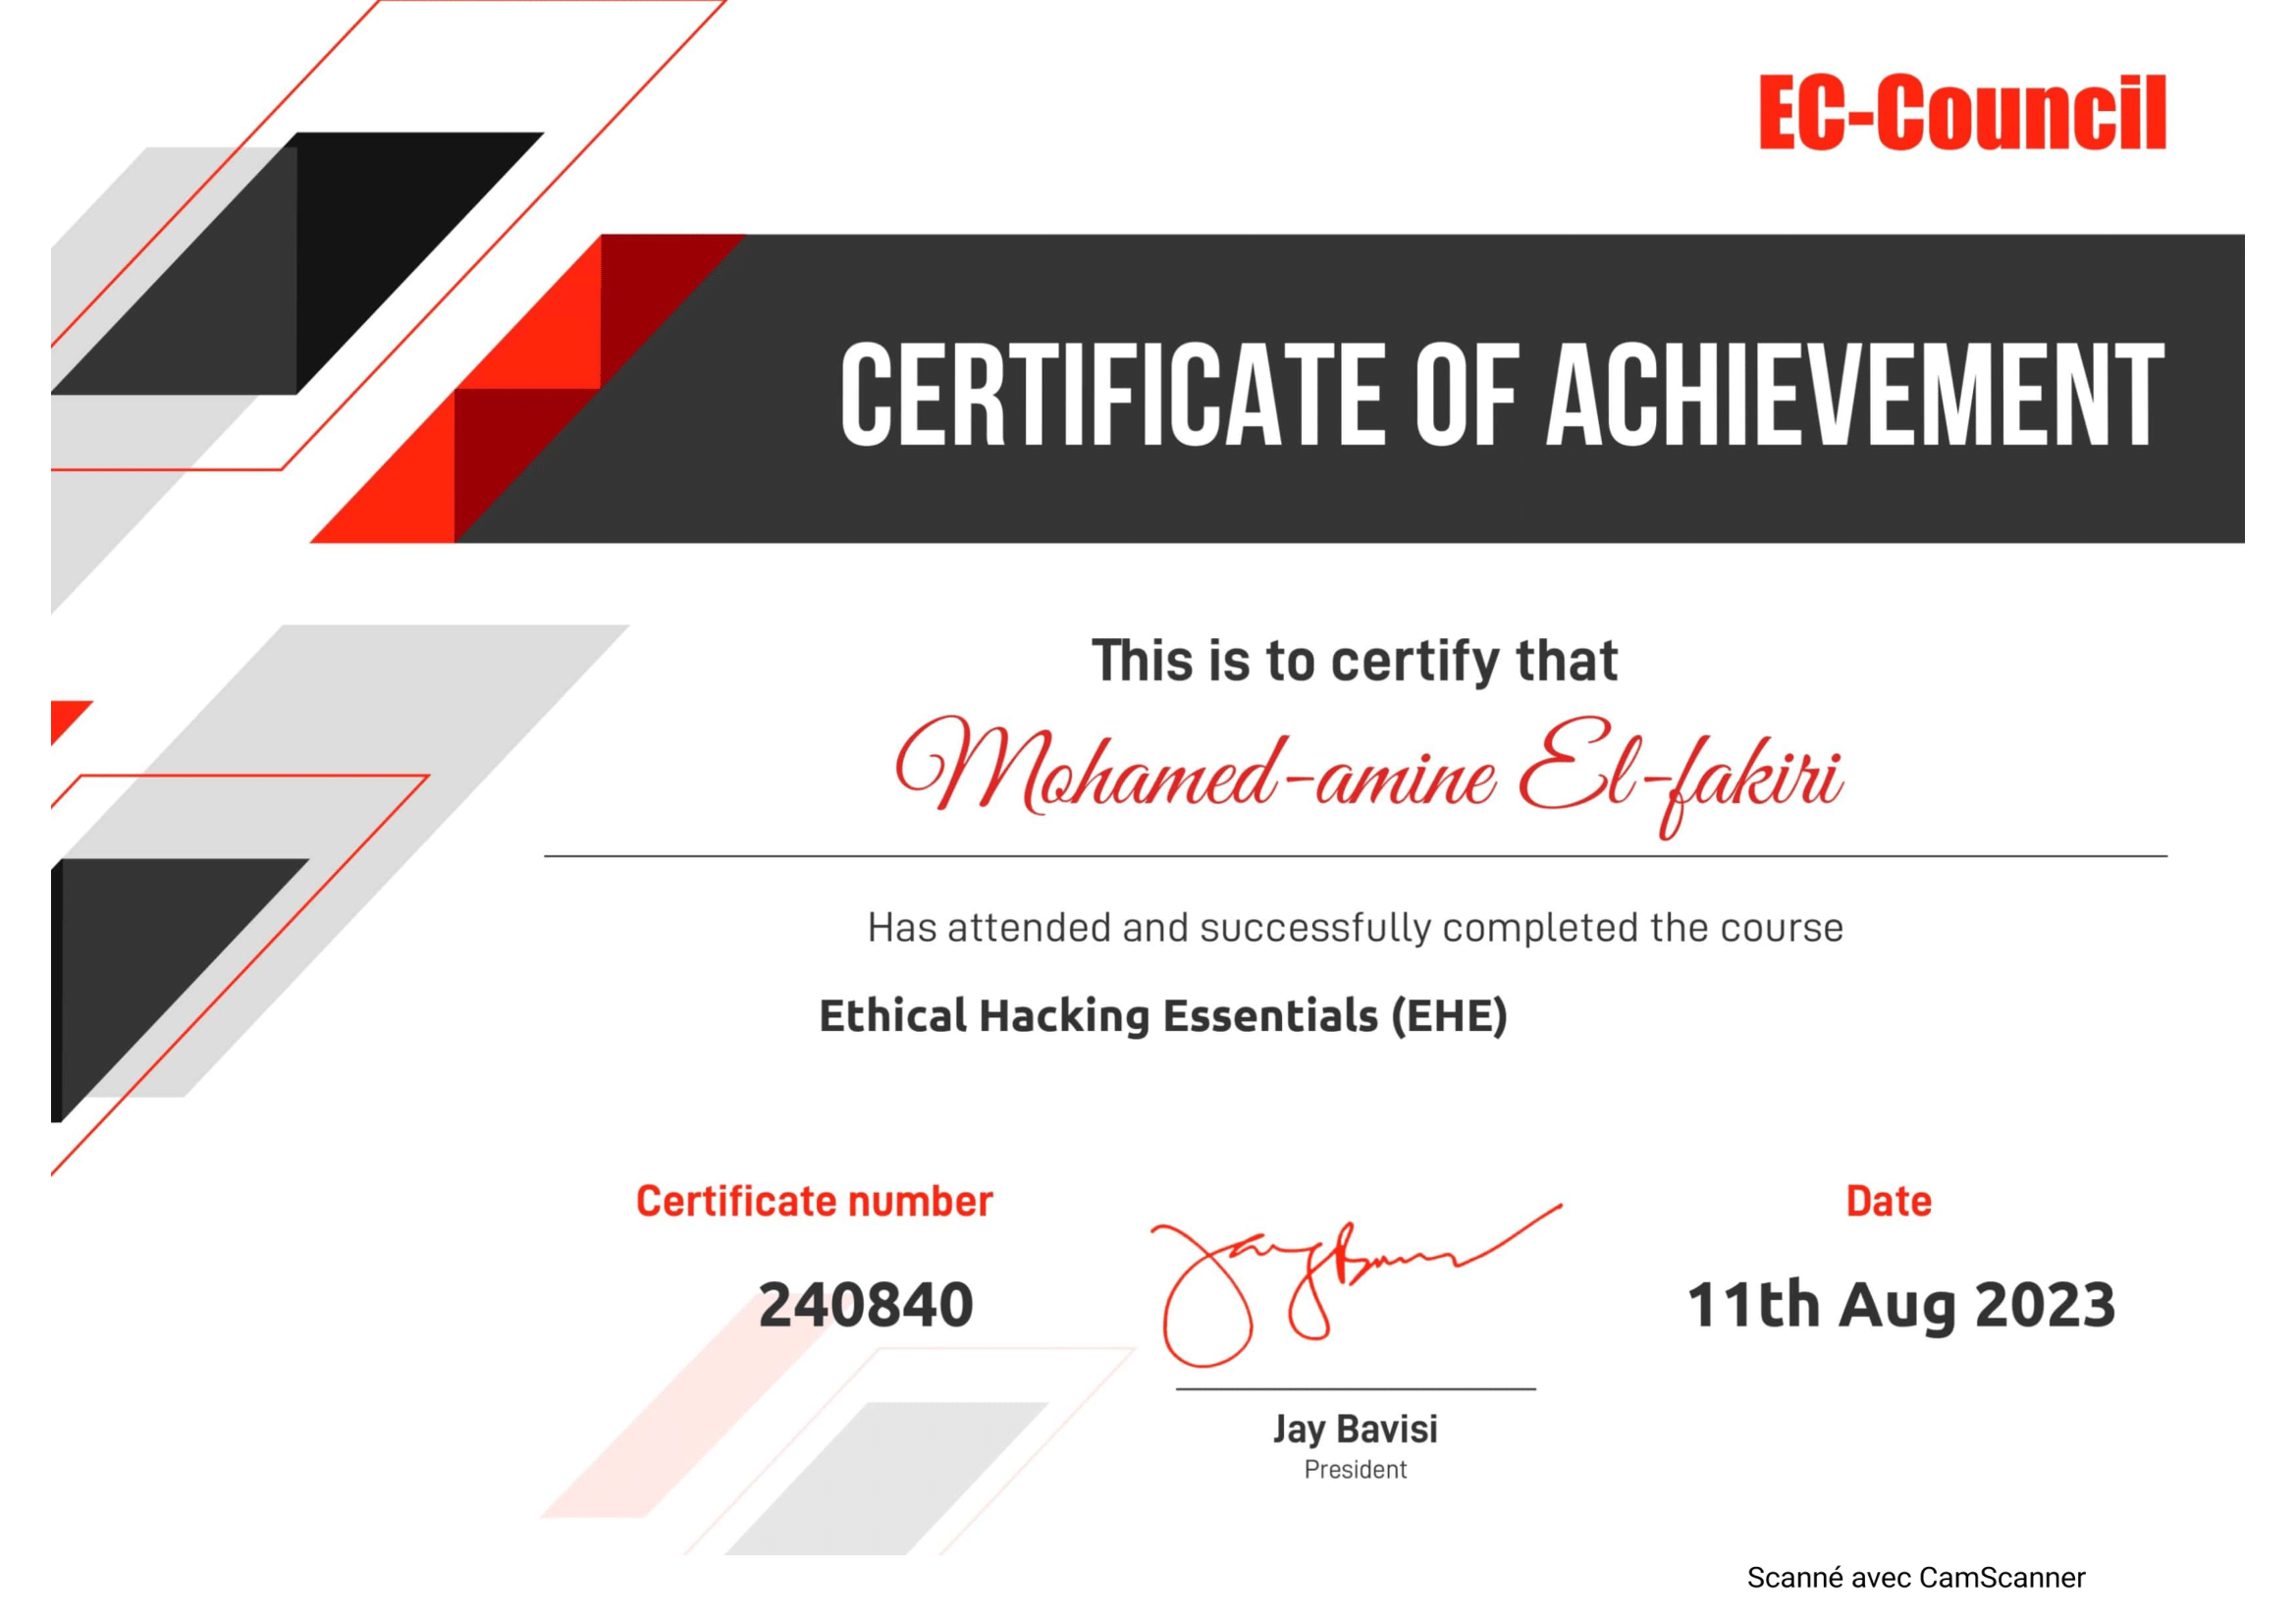 EC-Council
CERTIFICATE OF ACHIEVEMENT
This is to certify that
Mohamed-amine El-fakiri
Has attended and successfully completed the course
Ethical Hacking Essentials (EHE)
Certificate number
Date
240840
11th Aug 2023
Jay Bavisi
President
Scanné avec CamScanner